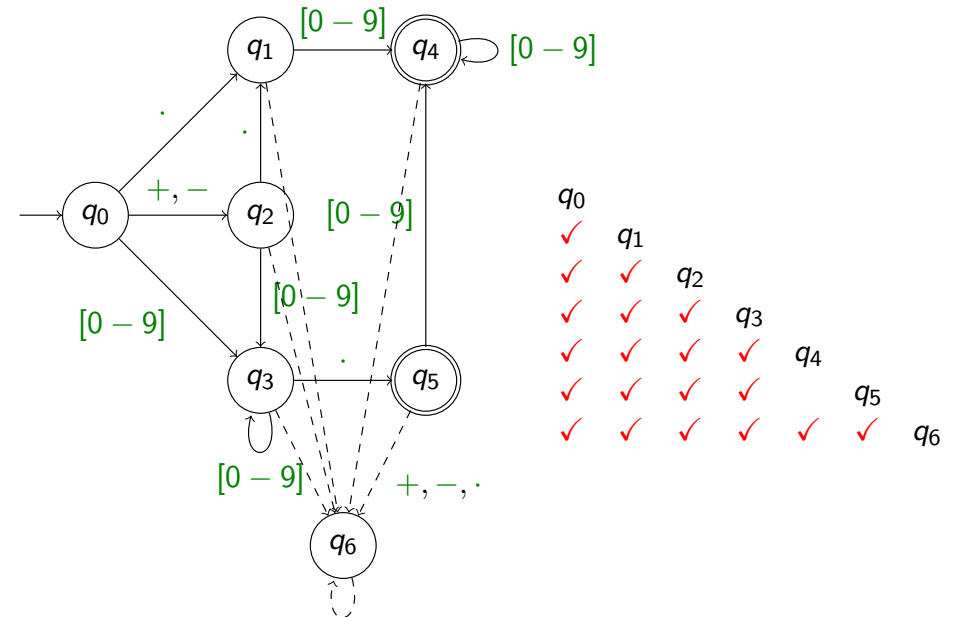 [0 − 9]
q1
q4
[0 − 9]
·
·
+, −
q0
q2
[0 − 9]
[0 − 9]
[0 − 9]
·
q3
q5
[0 − 9]
+, −, ·
q6
q0
✓ q1
✓ ✓ q2
✓ ✓ ✓ q3
✓ ✓ ✓ ✓ q4
✓ ✓ ✓ ✓ q5
✓ ✓ ✓ ✓ ✓ ✓ q6